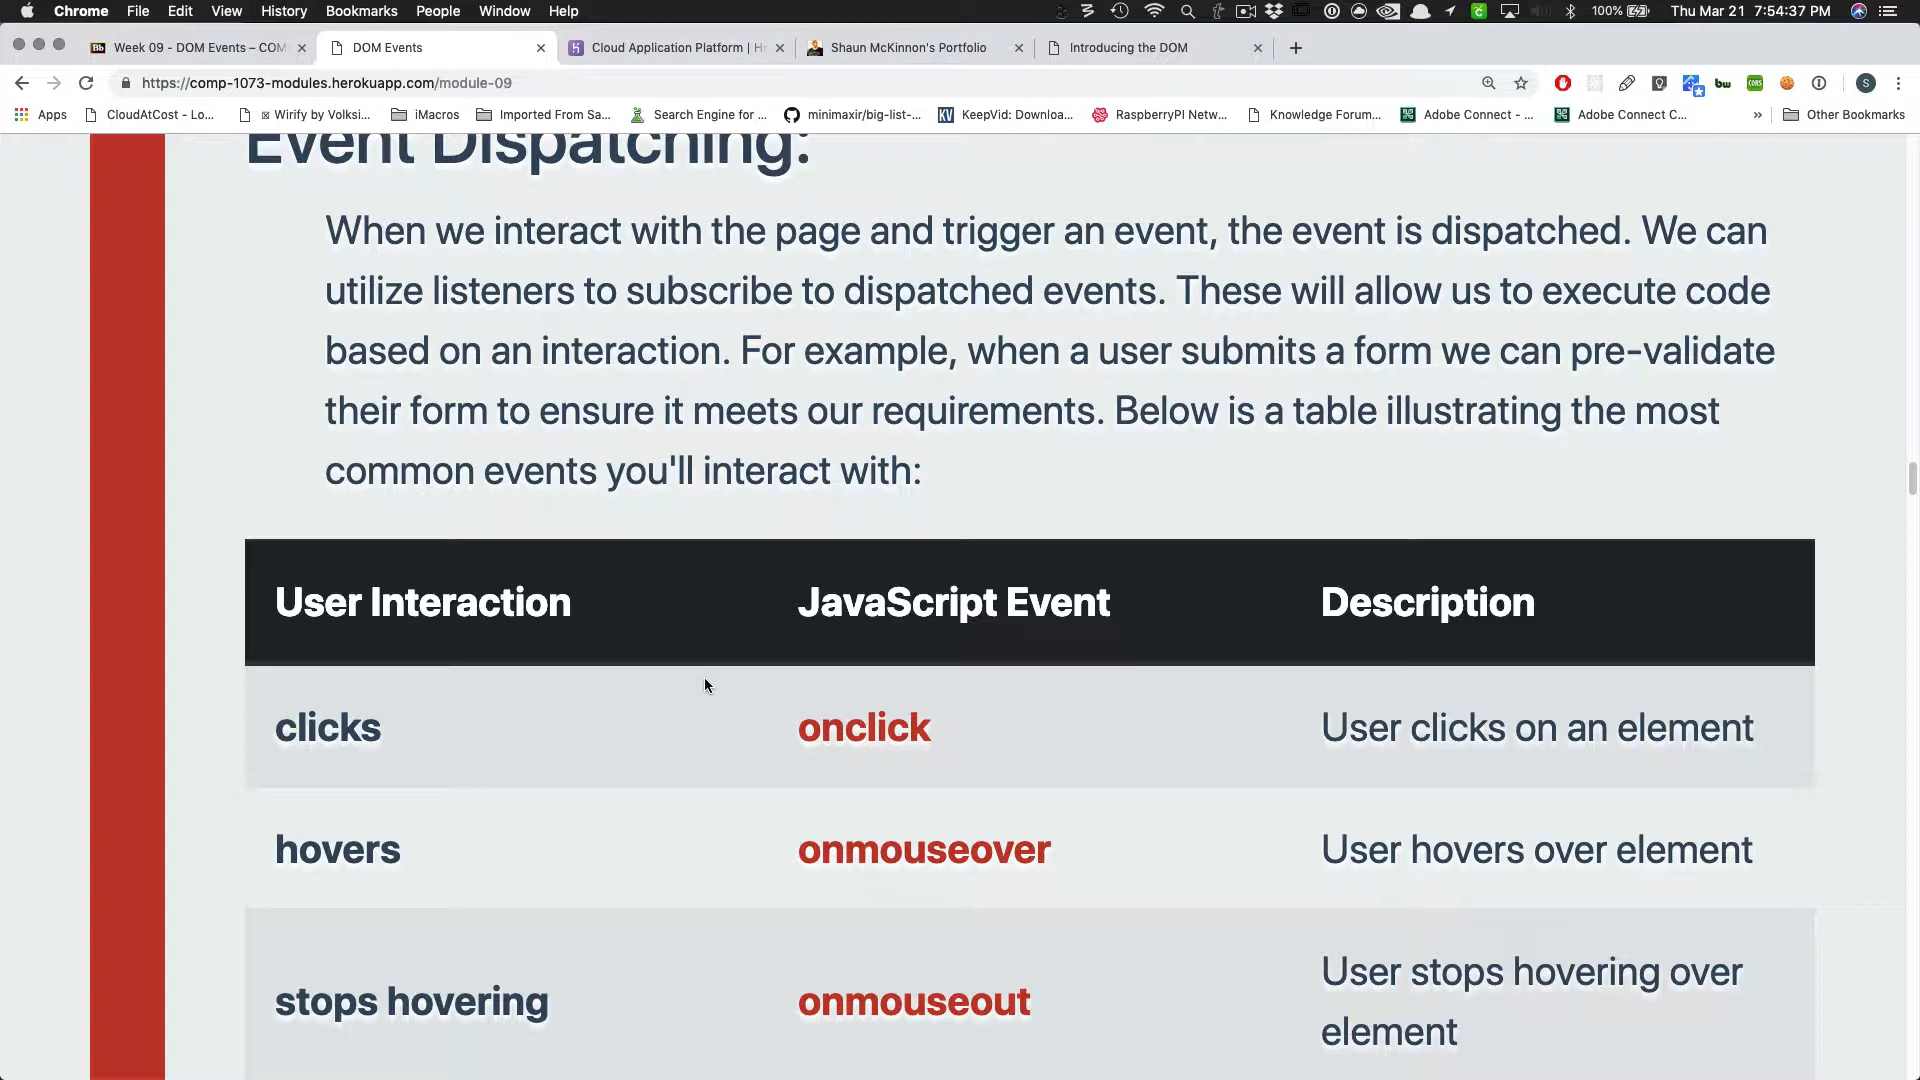 Chrome File Edit View History Bookmarks People Window Help 100% Thu Mar 21 7:54:37 PM
Bb Week 09 - DOM Events – COM DOM Events Cloud Application Platform | H Shaun McKinnon's Portfolio Introducing the DOM
https://comp-1073-modules.herokuapp.com/module-09
Apps CloudAtCost - Lo... Wirify by Volksi... iMacros Imported From Sa... Search Engine for ... minimaxir/big-list-... KV KeepVid: Downloa... RaspberryPI Netw... Knowledge Forum... Adobe Connect - ... Adobe Connect C... » Other Bookmarks
Event Dispatching:
When we interact with the page and trigger an event, the event is dispatched. We can
utilize listeners to subscribe to dispatched events. These will allow us to execute code
based on an interaction. For example, when a user submits a form we can pre-validate
their form to ensure it meets our requirements. Below is a table illustrating the most
common events you'll interact with:
User Interaction JavaScript Event Description
clicks onclick User clicks on an element
hovers onmouseover User hovers over element
stops hovering onmouseout User stops hovering over
element